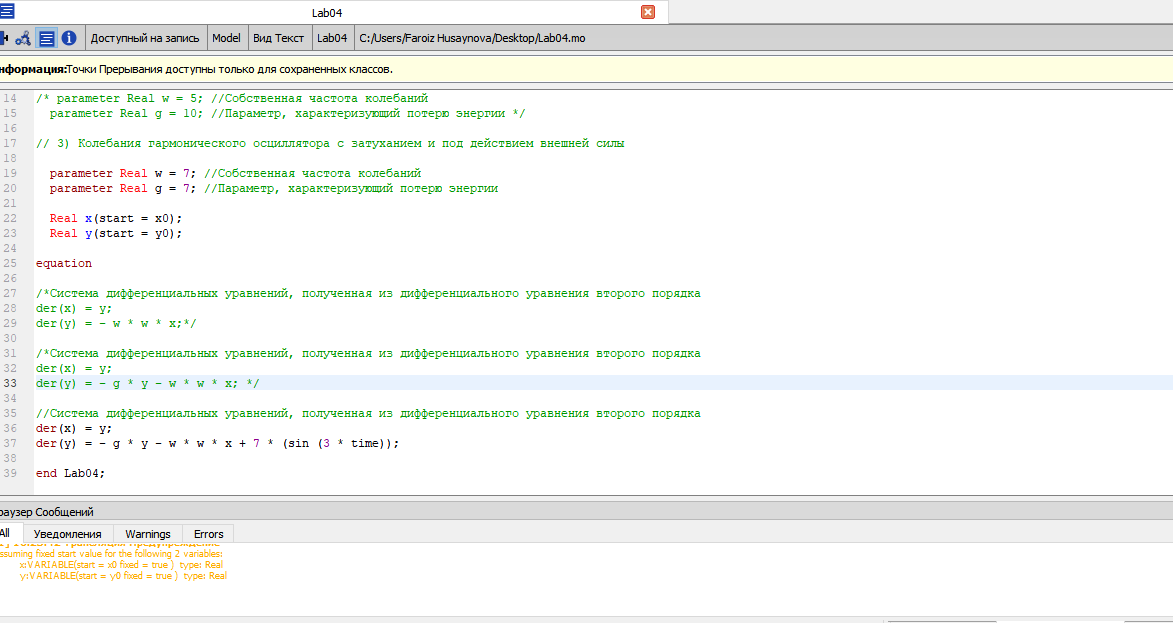 Lab04
Доступный на запись Model Вид Текст Lab04 C:/Users/Faroiz Husaynova/Desktop/Lab04.mo
нформация:Точки Прерывания доступны только для сохраненных классов.
14 /* parameter Real w = 5; //Собственная частота колебаний
15 parameter Real g = 10; //Параметр, характеризующий потерю энергии */
16
17 // 3) Колебания гармонического осциллятора с затуханием и под действием внешней силы
18
19 parameter Real w = 7; //Собственная частота колебаний
20 parameter Real g = 7; //Параметр, характеризующий потерю энергии
21
22 Real x(start = x0);
23 Real y(start = y0);
24
25 equation
26
27 /*Система дифференциальных уравнений, полученная из дифференциального уравнения второго порядка
28 der(x) = y;
29 der(y) = - w * w * x;*/
30
31 /*Система дифференциальных уравнений, полученная из дифференциального уравнения второго порядка
32 der(x) = y;
33 der(y) = - g * y - w * w * x; */
34
35 //Система дифференциальных уравнений, полученная из дифференциального уравнения второго порядка
36 der(x) = y;
37 der(y) = - g * y - w * w * x + 7 * (sin (3 * time));
38
39 end Lab04;
раузер Сообщений
All Уведомления Warnings Errors
ssuming fixed start value for the following 2 variables:
x:VARIABLE(start = x0 fixed = true ) type: Real
y:VARIABLE(start = y0 fixed = true ) type: Real